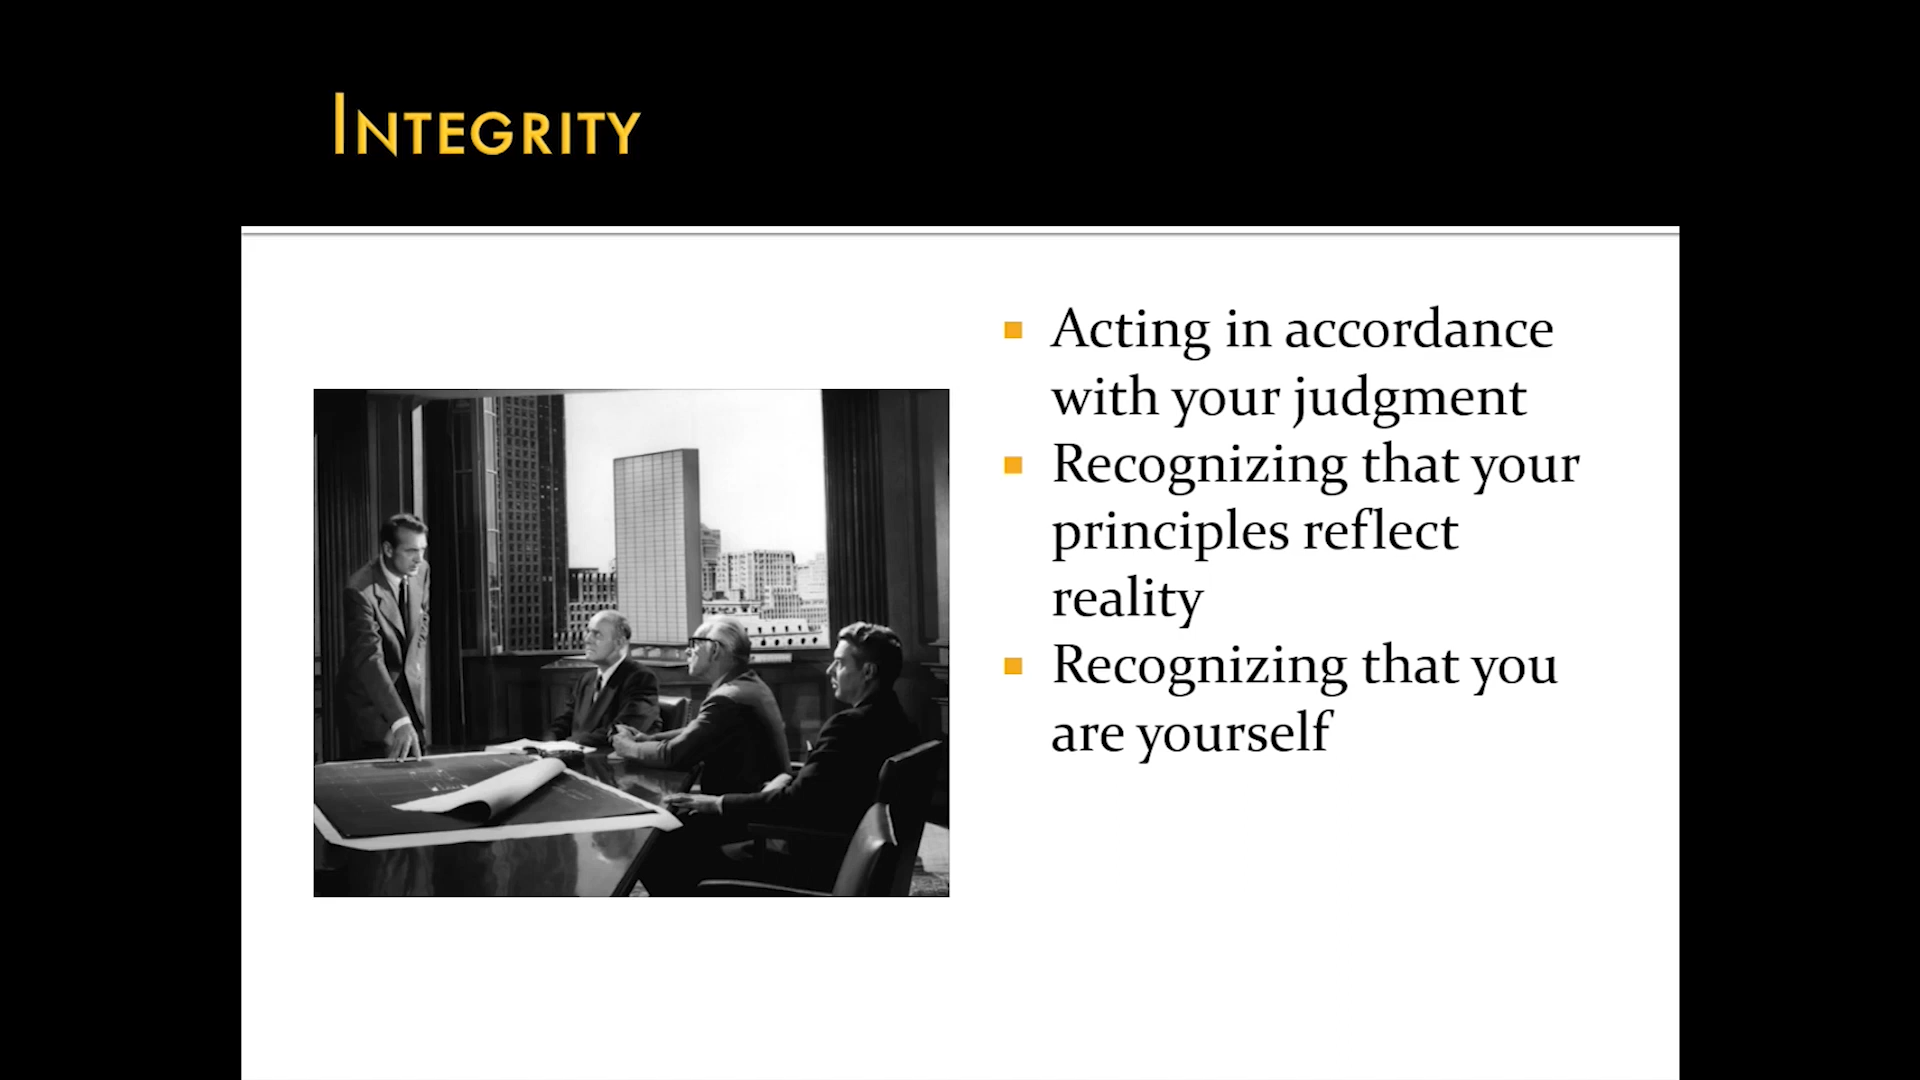 Integrity
Acting in accordance
with your judgment
Recognizing that your
principles reflect
reality
Recognizing that you
are yourself